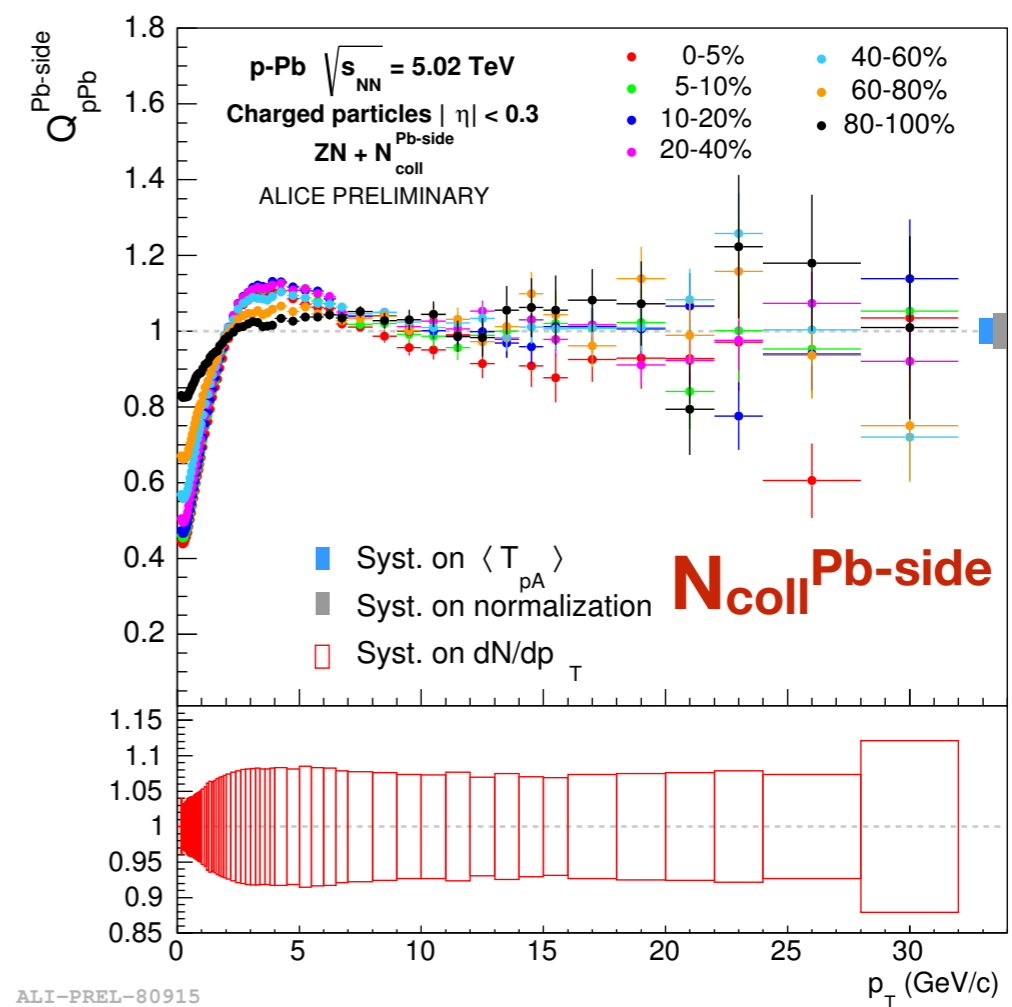 Q_pPb^Pb-side
1.8
1.6
1.4
1.2
1
0.8
0.6
0.4
0.2
p-Pb √s_NN = 5.02 TeV
Charged particles | η| < 0.3
ZN + N_coll^Pb-side
ALICE PRELIMINARY
0-5%
5-10%
10-20%
20-40%
40-60%
60-80%
80-100%
Syst. on ⟨ T_pA ⟩
Syst. on normalization
Syst. on dN/dp_T
N_coll^Pb-side
1.15
1.1
1.05
1
0.95
0.9
0.85
0 5 10 15 20 25 30
p_T (GeV/c)
ALI-PREL-80915